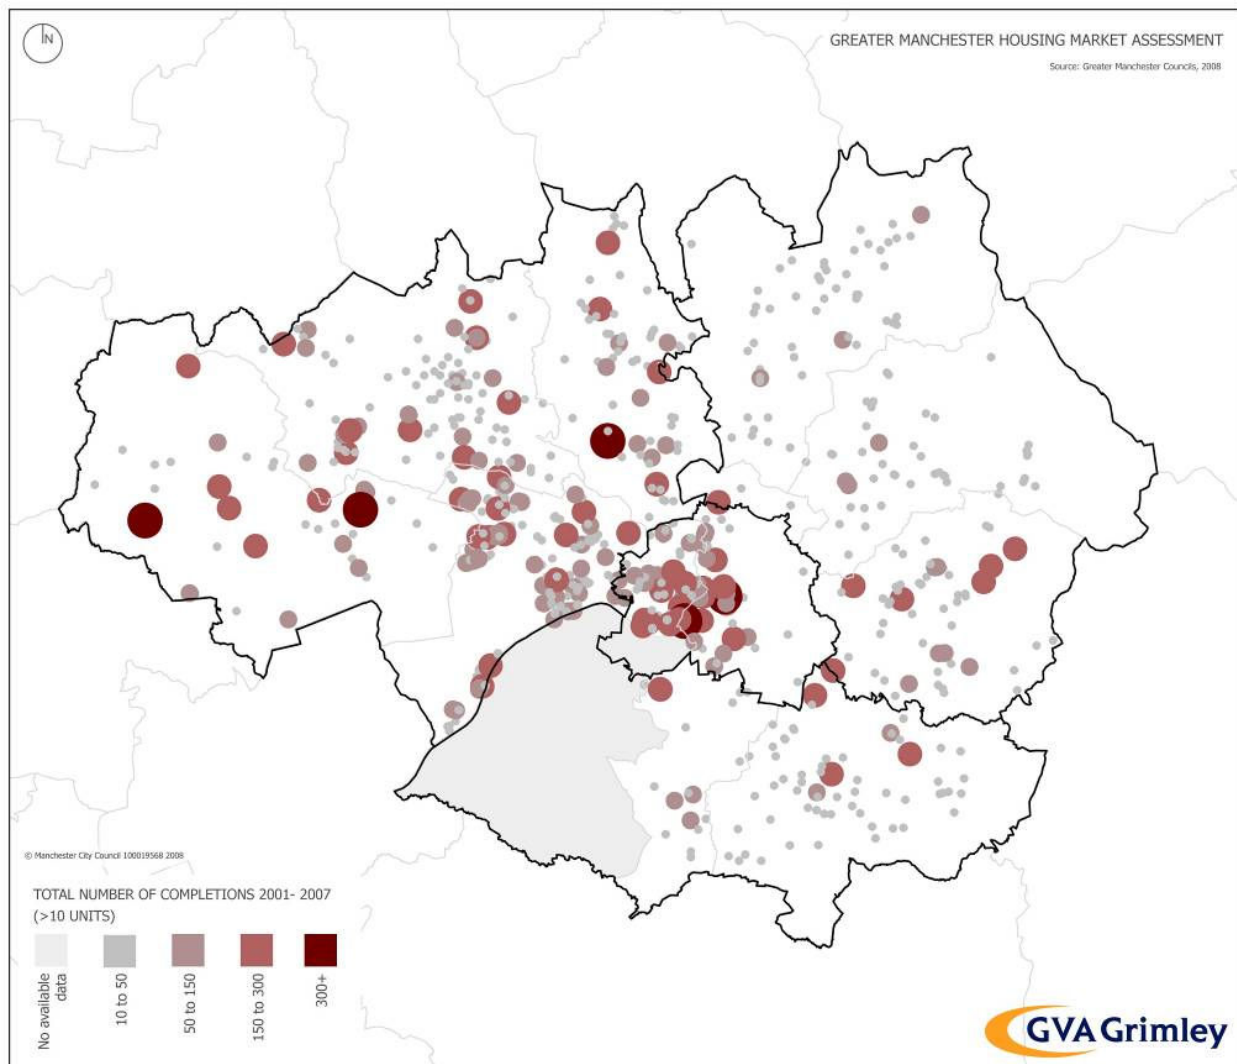 N
GREATER MANCHESTER HOUSING MARKET ASSESSMENT
Source: Greater Manchester Councils, 2008
© Manchester City Council 100019568 2008
TOTAL NUMBER OF COMPLETIONS 2001- 2007
(>10 UNITS)
No available
data
10 to 50
50 to 150
150 to 300
300+
GVA Grimley